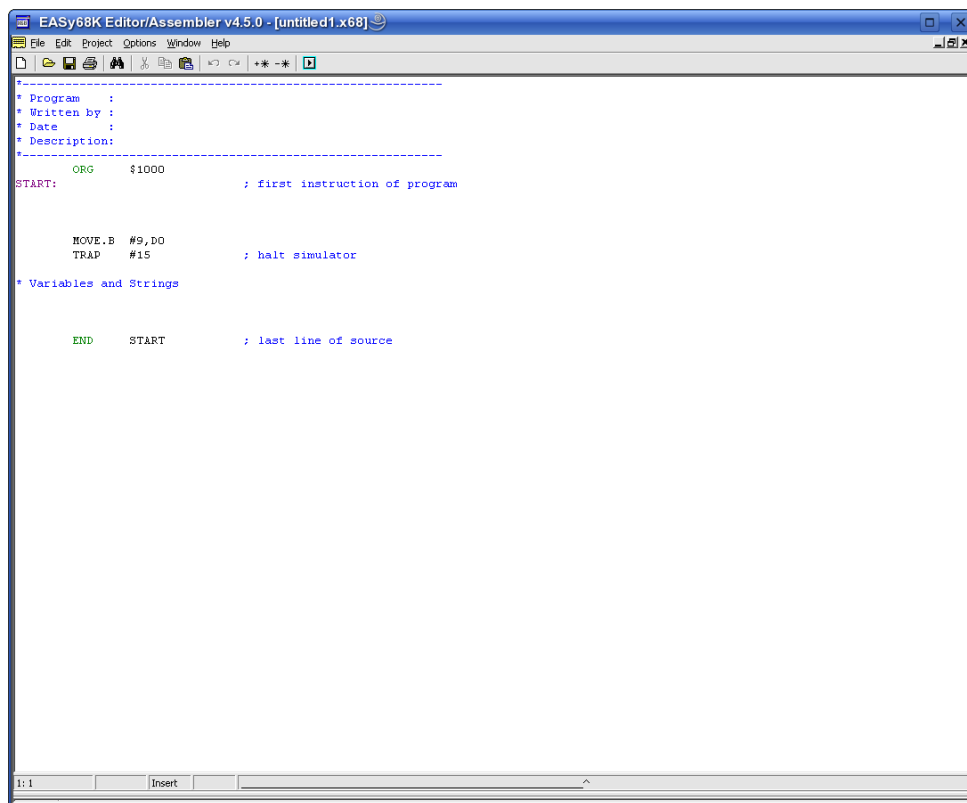 EASy68K Editor/Assembler v4.5.0 - [untitled1.x68]
File Edit Project Options Window Help
*-----------------------------------------------------------
* Program    :
* Written by :
* Date       :
* Description:
*-----------------------------------------------------------
        ORG     $1000
START:                          ; first instruction of program
        MOVE.B  #9,D0
        TRAP    #15             ; halt simulator
* Variables and Strings
        END     START           ; last line of source
1: 1 Insert